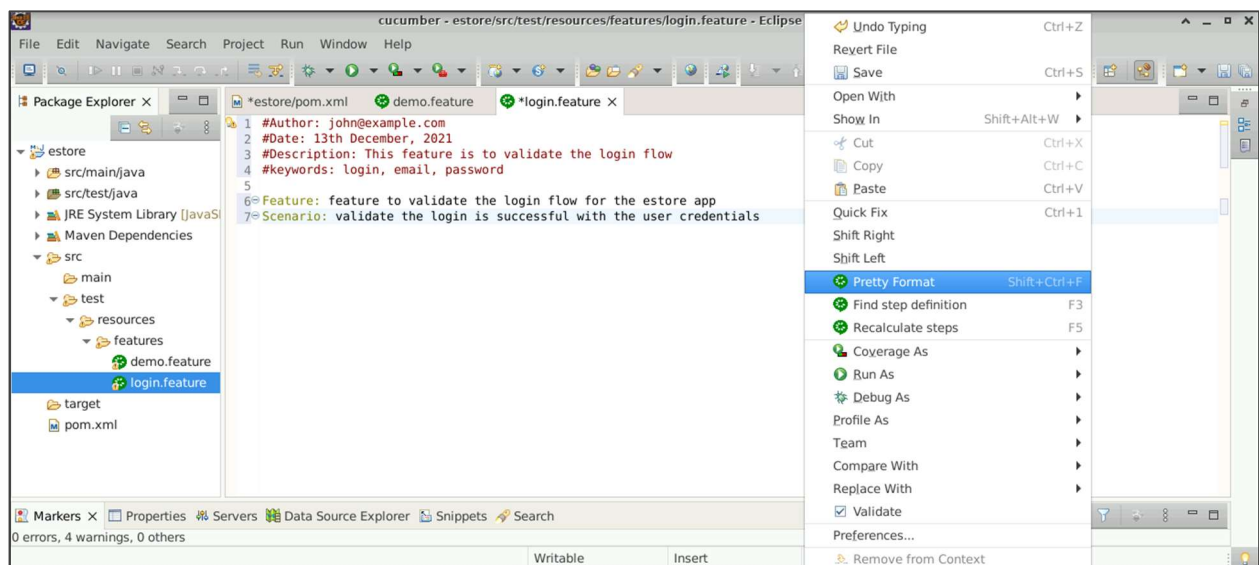 cucumber - estore/src/test/resources/features/login.feature - Eclipse
File Edit Navigate Search Project Run Window Help
Package Explorer
estore
src/main/java
src/test/java
JRE System Library [JavaS
Maven Dependencies
src
main
test
resources
features
demo.feature
login.feature
target
pom.xml
*estore/pom.xml demo.feature *login.feature
1 #Author: john@example.com
2 #Date: 13th December, 2021
3 #Description: This feature is to validate the login flow
4 #keywords: login, email, password
5
6 Feature: feature to validate the login flow for the estore app
7 Scenario: validate the login is successful with the user credentials
Undo Typing Ctrl+Z
Revert File
Save Ctrl+S
Open With
Show In Shift+Alt+W
Cut Ctrl+X
Copy Ctrl+C
Paste Ctrl+V
Quick Fix Ctrl+1
Shift Right
Shift Left
Pretty Format Shift+Ctrl+F
Find step definition F3
Recalculate steps F5
Coverage As
Run As
Debug As
Profile As
Team
Compare With
Replace With
Validate
Preferences...
Remove from Context
Markers Properties Servers Data Source Explorer Snippets Search
0 errors, 4 warnings, 0 others
Writable Insert